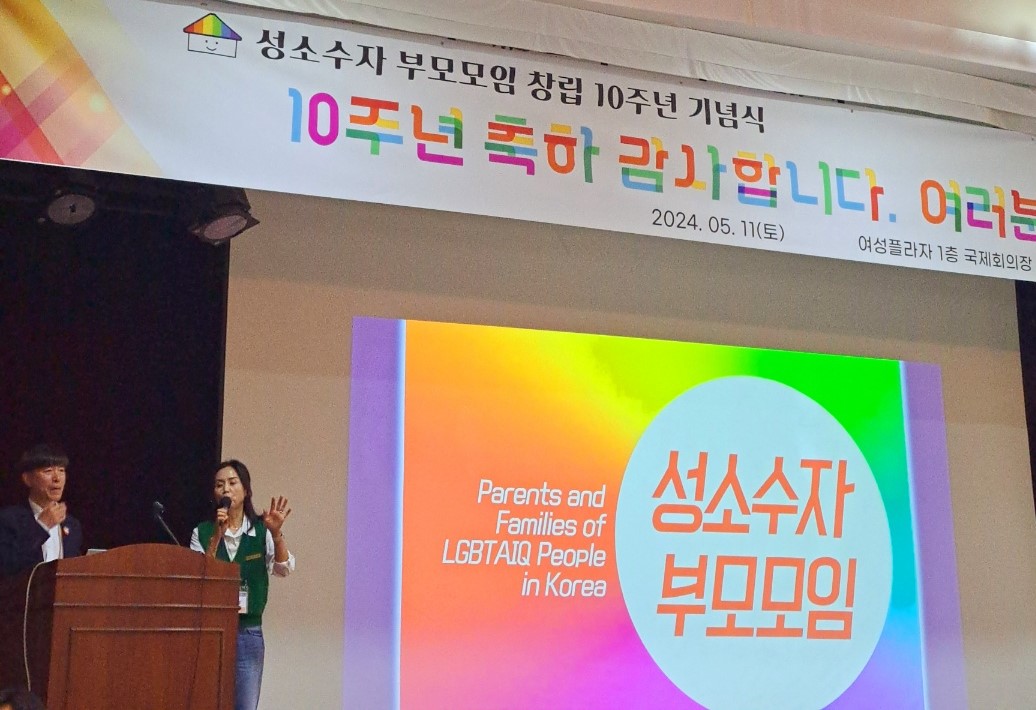 성소수자 부모모임 창립 10주년 기념식
10주년 축하 감사합니다. 여러분
2024. 05. 11(토)
여성플라자 1층 국제회의장
Parents and
Families of
LGBTAIQ People
in Korea
성소수자
부모모임